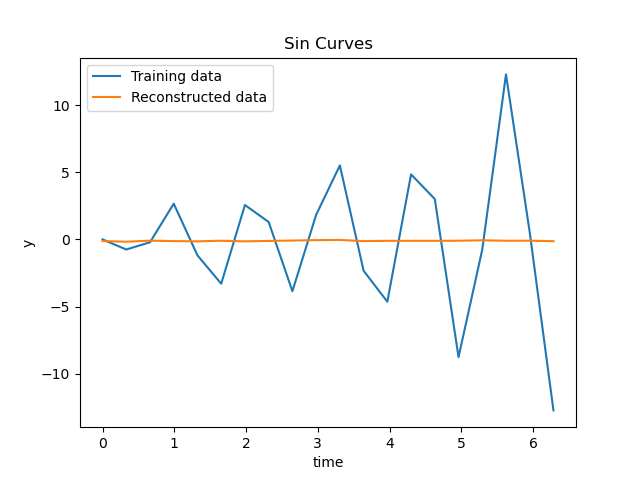 Sin Curves
Training data
Reconstructed data
10
5
0
−5
−10
y
0 1 2 3 4 5 6
time